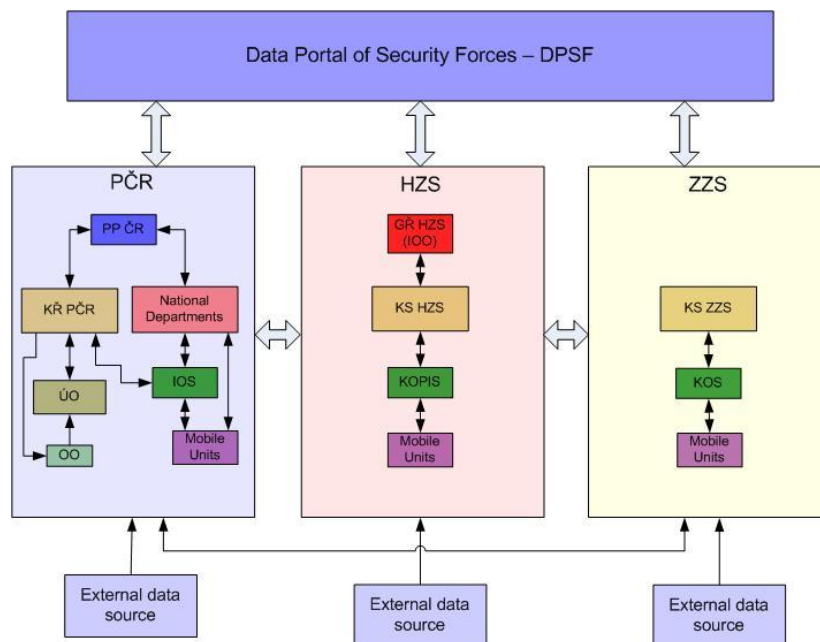 Data Portal of Security Forces – DPSF
PČR
HZS
ZZS
PP ČR
GŘ HZS
(IOO)
KŘ PČR
National
Departments
KS HZS
KS ZZS
ÚO
IOS
KOPIS
KOS
OO
Mobile
Units
Mobile
Units
Mobile
Units
External data
source
External data
source
External data
source